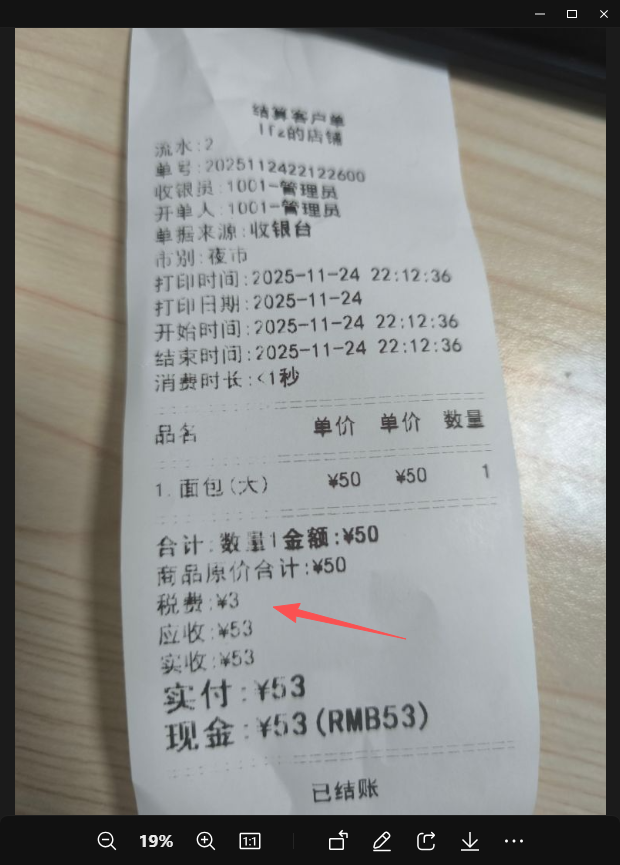 结算客户单
lfz的店铺
流水:2
单号:2025112422122600
收银员:1001-管理员
开单人:1001-管理员
单据来源:收银台
市别:夜市
打印时间:2025-11-24 22:12:36
打印日期:2025-11-24
开始时间:2025-11-24 22:12:36
结束时间:2025-11-24 22:12:36
消费时长:<1秒
品名 单价 单价 数量
1.面包(大) ¥50 ¥50 1
合计:数量1金额:¥50
商品原价合计:¥50
税费:¥3
应收:¥53
实收:¥53
实付:¥53
现金:¥53(RMB53)
已结账
19%
1:1